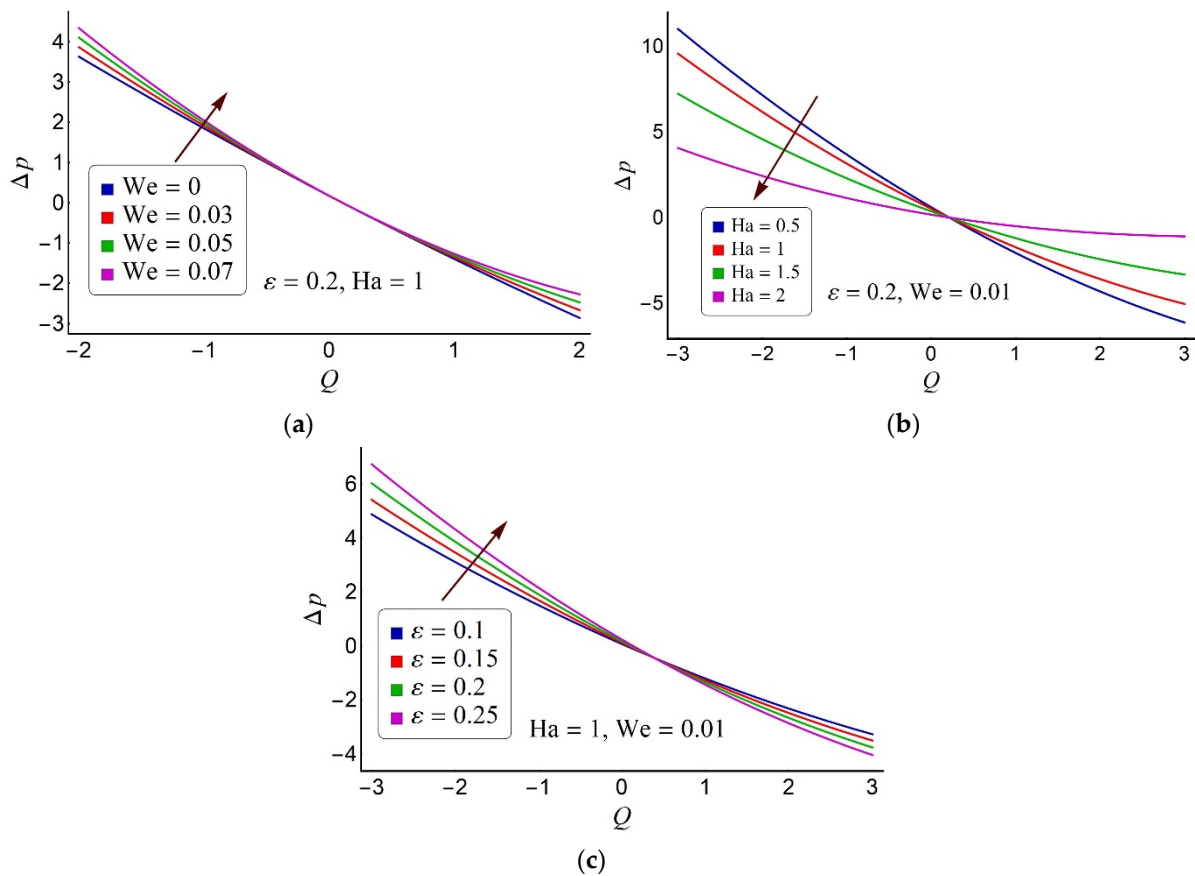 4
3
2
1
0
−1
−2
−3
Δp
We = 0
We = 0.03
We = 0.05
We = 0.07
ε = 0.2, Ha = 1
−2
−1
0
1
2
Q
(a)
10
5
0
−5
Δp
Ha = 0.5
Ha = 1
Ha = 1.5
Ha = 2
ε = 0.2, We = 0.01
−3
−2
−1
0
1
2
3
Q
(b)
6
4
2
0
−2
−4
Δp
ε = 0.1
ε = 0.15
ε = 0.2
ε = 0.25
Ha = 1, We = 0.01
−3
−2
−1
0
1
2
3
Q
(c)